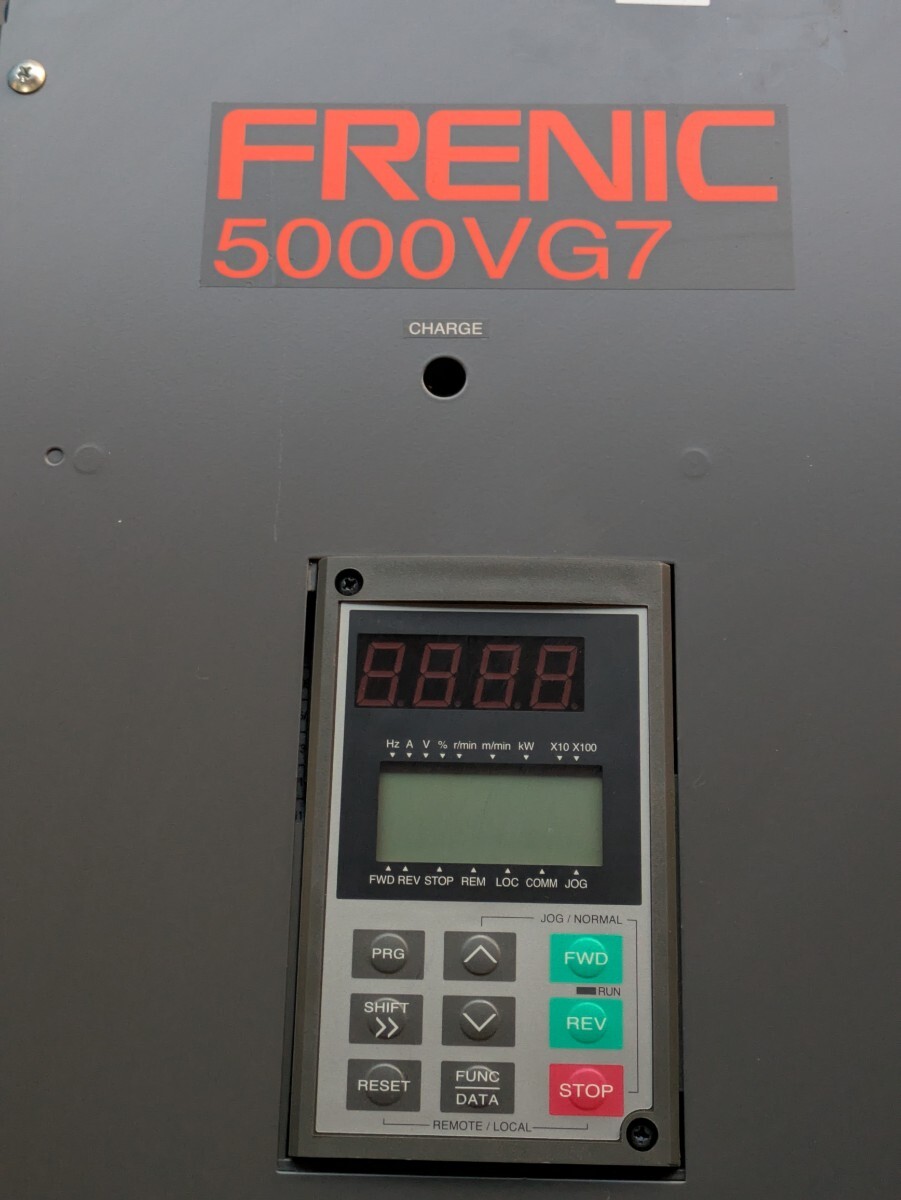 FRENIC
5000VG7
CHARGE
8888
Hz A V % r/min m/min kW X10 X100
FWD REV STOP REM LOC COMM JOG
JOG / NORMAL
PRG
FWD
RUN
SHIFT
REV
RESET
FUNC
DATA
STOP
REMOTE / LOCAL